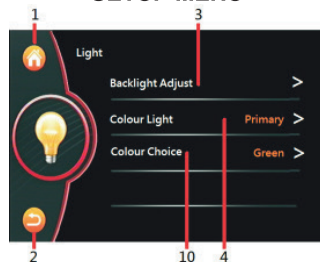 SETUP MENU
1 3
Light
Backlight Adjust >
Colour Light Primary >
Colour Choice Green >
2 10 4